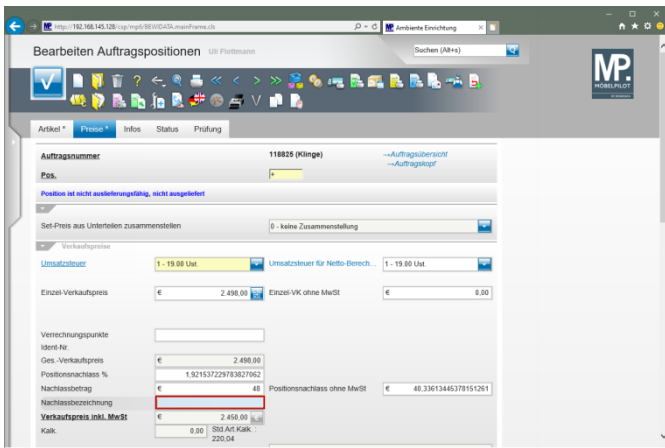 http://192.168.145.128/csp/mp6/BEWIDATA.mainFrame.cls
MP Ambiente Einrichtung
Bearbeiten Auftragspositionen Uli Flottmann
Suchen (Alt+s)
MP.
MÖBELPILOT
Artikel * Preise * Infos Status Prüfung
Auftragsnummer 118825 (Klinge) →Auftragsübersicht
→Auftragskopf
Pos. +
Position ist nicht auslieferungsfähig, nicht ausgeliefert
Set-Preis aus Unterteilen zusammenstellen 0 - keine Zusammenstellung
Verkaufspreise
Umsatzsteuer 1 - 19.00 Ust. Umsatzsteuer für Netto-Berech... 1 - 19.00 Ust.
Einzel-Verkaufspreis € 2.498,00 Einzel-VK ohne MwSt € 0,00
Verrechnungspunkte
Ident-Nr.
Ges.-Verkaufspreis € 2.498,00
Positionsnachlass % 1,921537229783827062
Nachlassbetrag € 48 Positionsnachlass ohne MwSt € 40,33613445378151261
Nachlassbezeichnung
Verkaufspreis inkl. MwSt € 2.450,00
Kalk. 0,00 Std.Art.Kalk. :
220,04